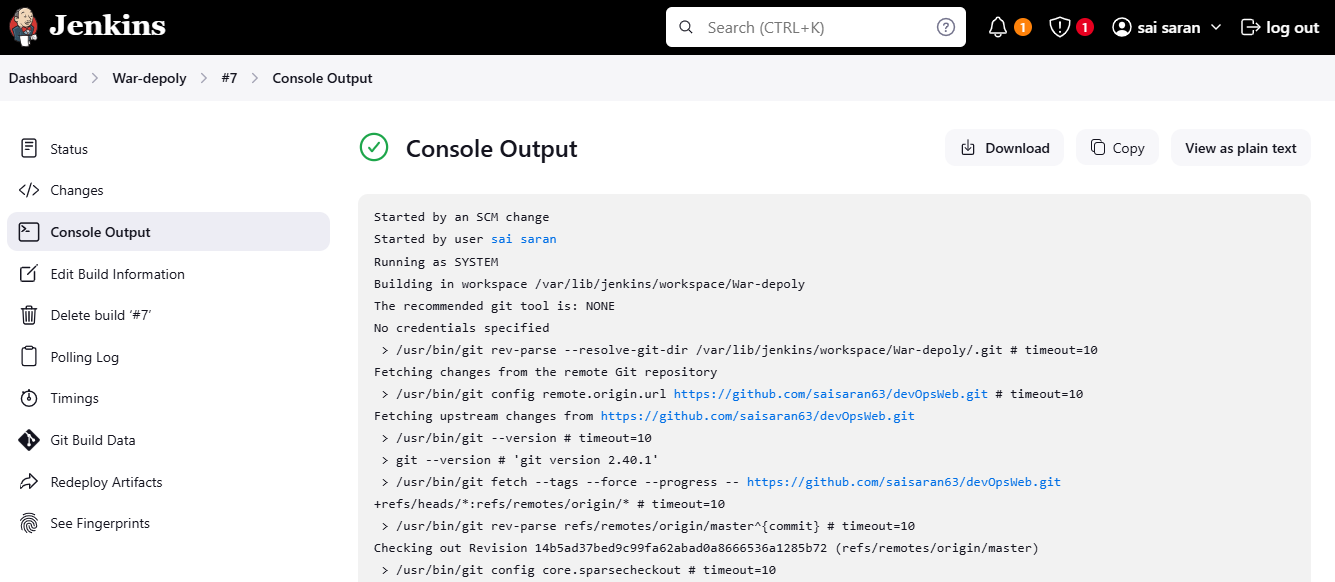 Jenkins
Search (CTRL+K)
1
1
sai saran
log out
Dashboard > War-depoly > #7 > Console Output
Status
Changes
Console Output
Edit Build Information
Delete build ‘#7’
Polling Log
Timings
Git Build Data
Redeploy Artifacts
See Fingerprints
Console Output
Download
Copy
View as plain text
Started by an SCM change
Started by user sai saran
Running as SYSTEM
Building in workspace /var/lib/jenkins/workspace/War-depoly
The recommended git tool is: NONE
No credentials specified
 > /usr/bin/git rev-parse --resolve-git-dir /var/lib/jenkins/workspace/War-depoly/.git # timeout=10
Fetching changes from the remote Git repository
 > /usr/bin/git config remote.origin.url https://github.com/saisaran63/devOpsWeb.git # timeout=10
Fetching upstream changes from https://github.com/saisaran63/devOpsWeb.git
 > /usr/bin/git --version # timeout=10
 > git --version # 'git version 2.40.1'
 > /usr/bin/git fetch --tags --force --progress -- https://github.com/saisaran63/devOpsWeb.git
+refs/heads/*:refs/remotes/origin/* # timeout=10
 > /usr/bin/git rev-parse refs/remotes/origin/master^{commit} # timeout=10
Checking out Revision 14b5ad37bed9c99fa62abad0a8666536a1285b72 (refs/remotes/origin/master)
 > /usr/bin/git config core.sparsecheckout # timeout=10